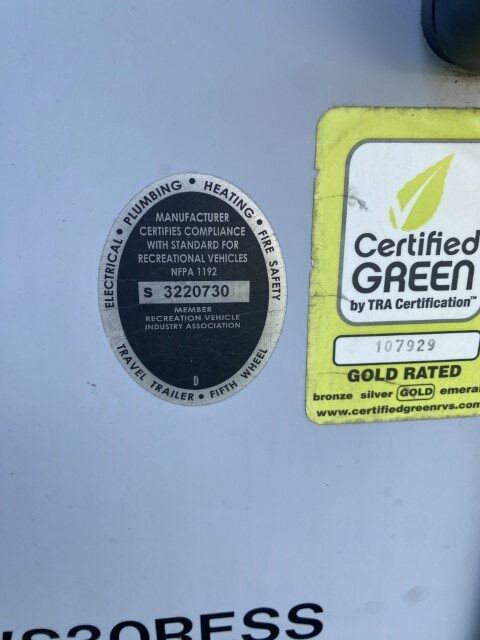 ELECTRICAL • PLUMBING • HEATING • FIRE SAFETY
MANUFACTURER
CERTIFIES COMPLIANCE
WITH STANDARD FOR
RECREATIONAL VEHICLES
NFPA 1192
S 3220730
MEMBER
RECREATION VEHICLE
INDUSTRY ASSOCIATION
D
TRAVEL TRAILER • FIFTH WHEEL
Certified
GREEN
by TRA Certification™
107929
GOLD RATED
bronze silver GOLD emera
www.certifiedgreenrvs.com
30RESS